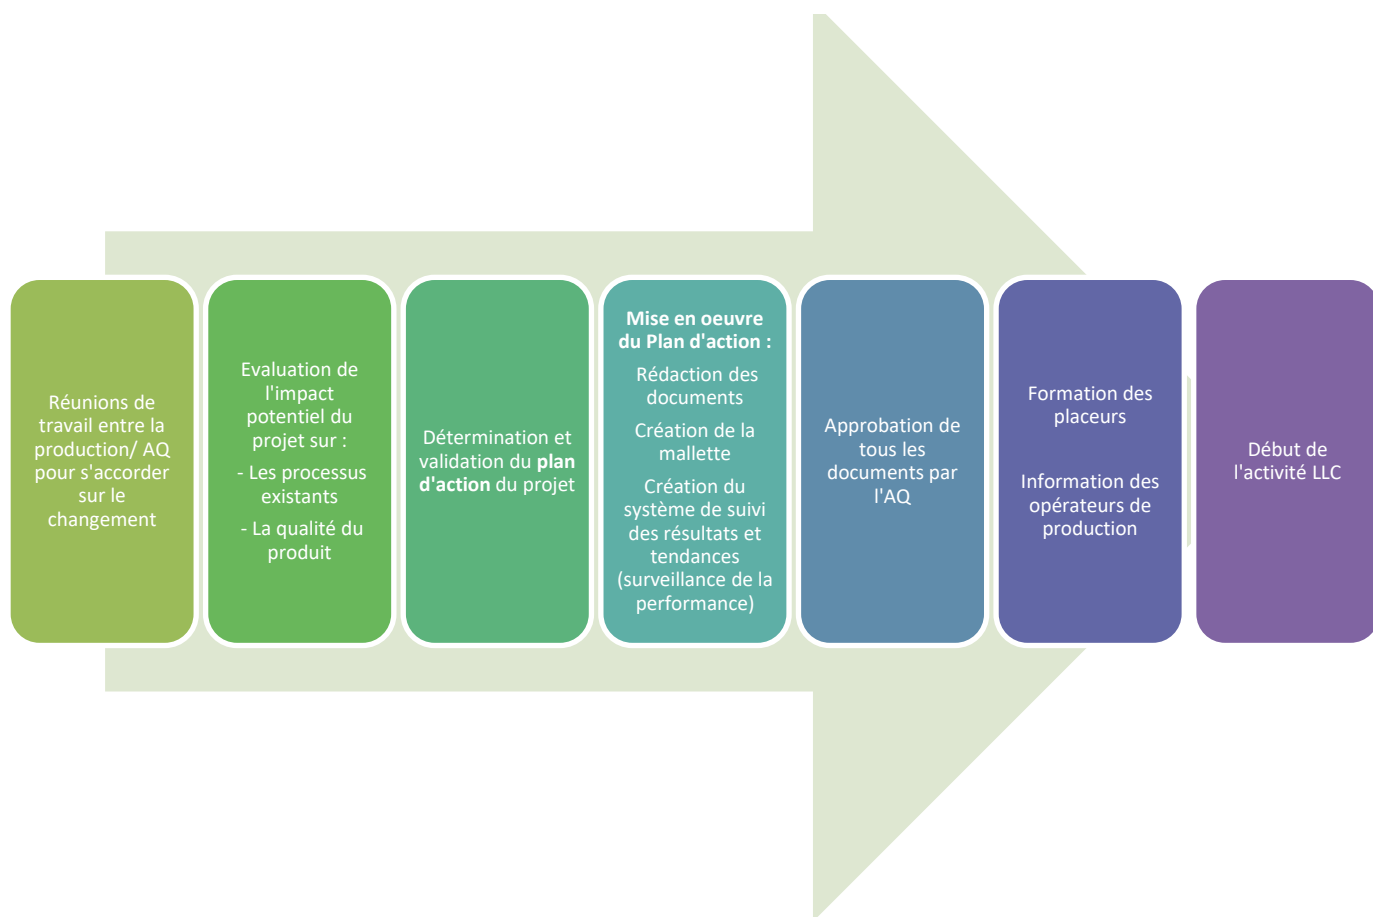 Réunions de
travail entre la
production/ AQ
pour s'accorder
sur le
changement
Evaluation de
l'impact
potentiel du
projet sur :
- Les processus
existants
- La qualité du
produit
Détermination et
validation du plan
d'action du projet
Mise en oeuvre
du Plan d'action :
Rédaction des
documents
Création de la
mallette
Création du
système de suivi
des résultats et
tendances
(surveillance de la
performance)
Approbation de
tous les
documents par
l'AQ
Formation des
placeurs
Information des
opérateurs de
production
Début de
l'activité LLC